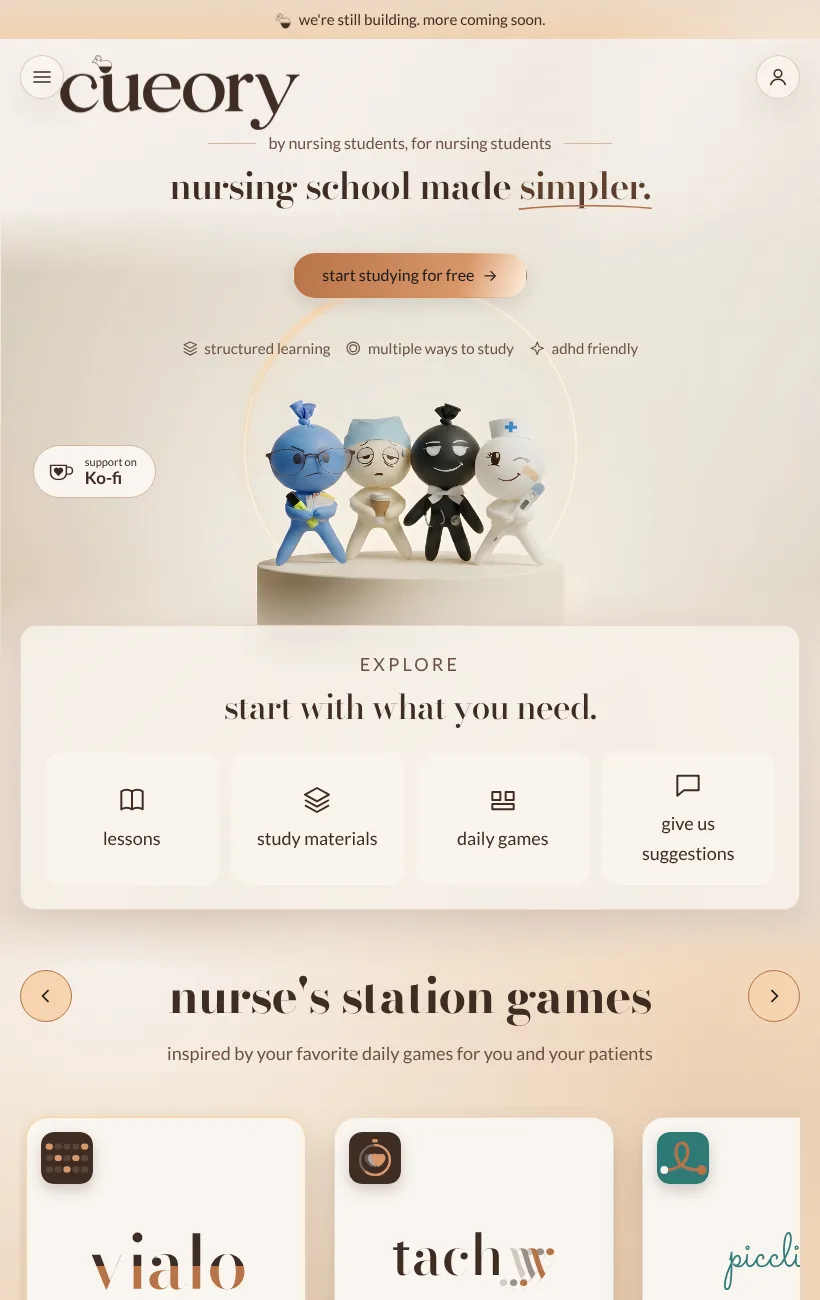 we're still building. more coming soon.
cueory
by nursing students, for nursing students
nursing school made simpler.
start studying for free
structured learning multiple ways to study adhd friendly
support on
Ko-fi
EXPLORE
start with what you need.
lessons
study materials
daily games
give us
suggestions
nurse's station games
inspired by your favorite daily games for you and your patients
vialo
tach
piccli